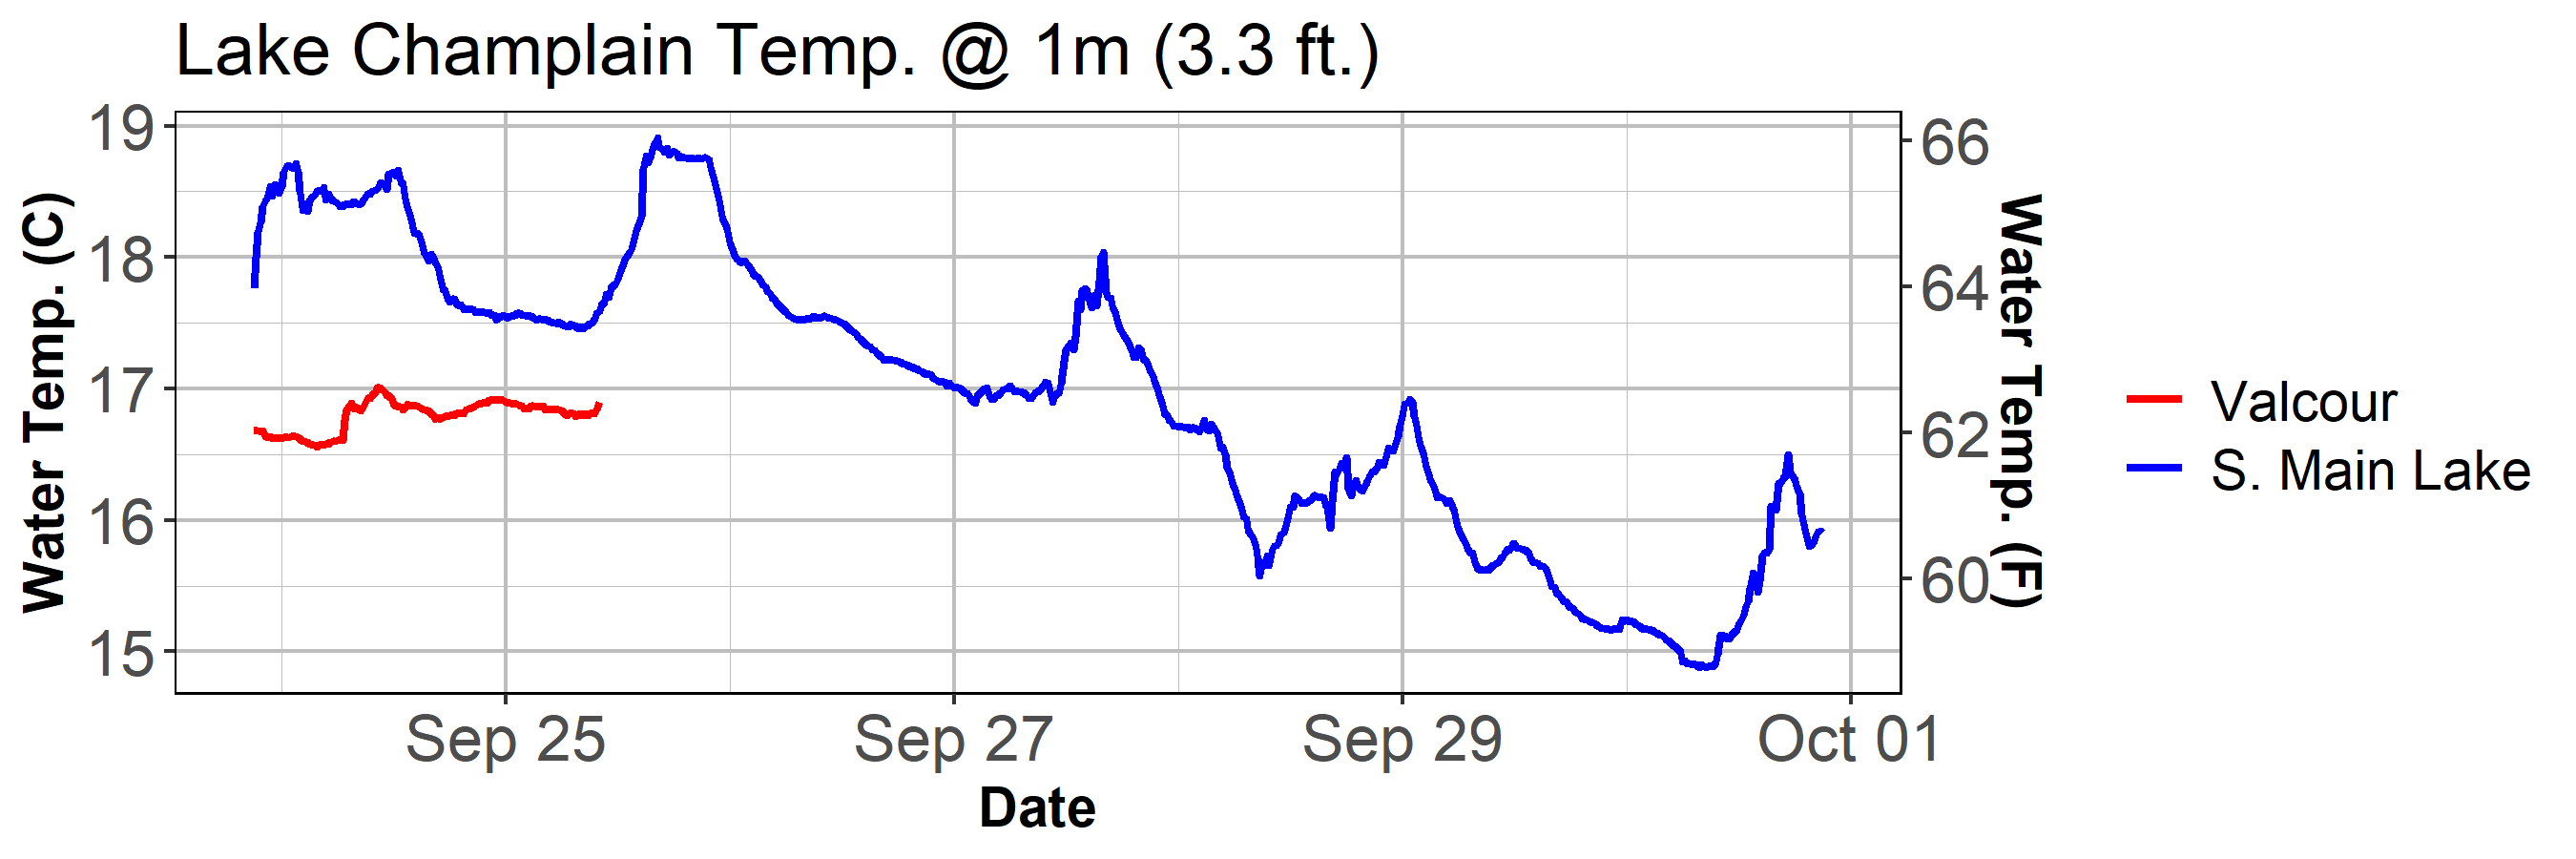 Lake Champlain Temp. @ 1m (3.3 ft.)
Water Temp. (C)
19
18
17
16
15
66
64
62
60
Water Temp. (F)
Sep 25
Sep 27
Sep 29
Oct 01
Date
Valcour
S. Main Lake